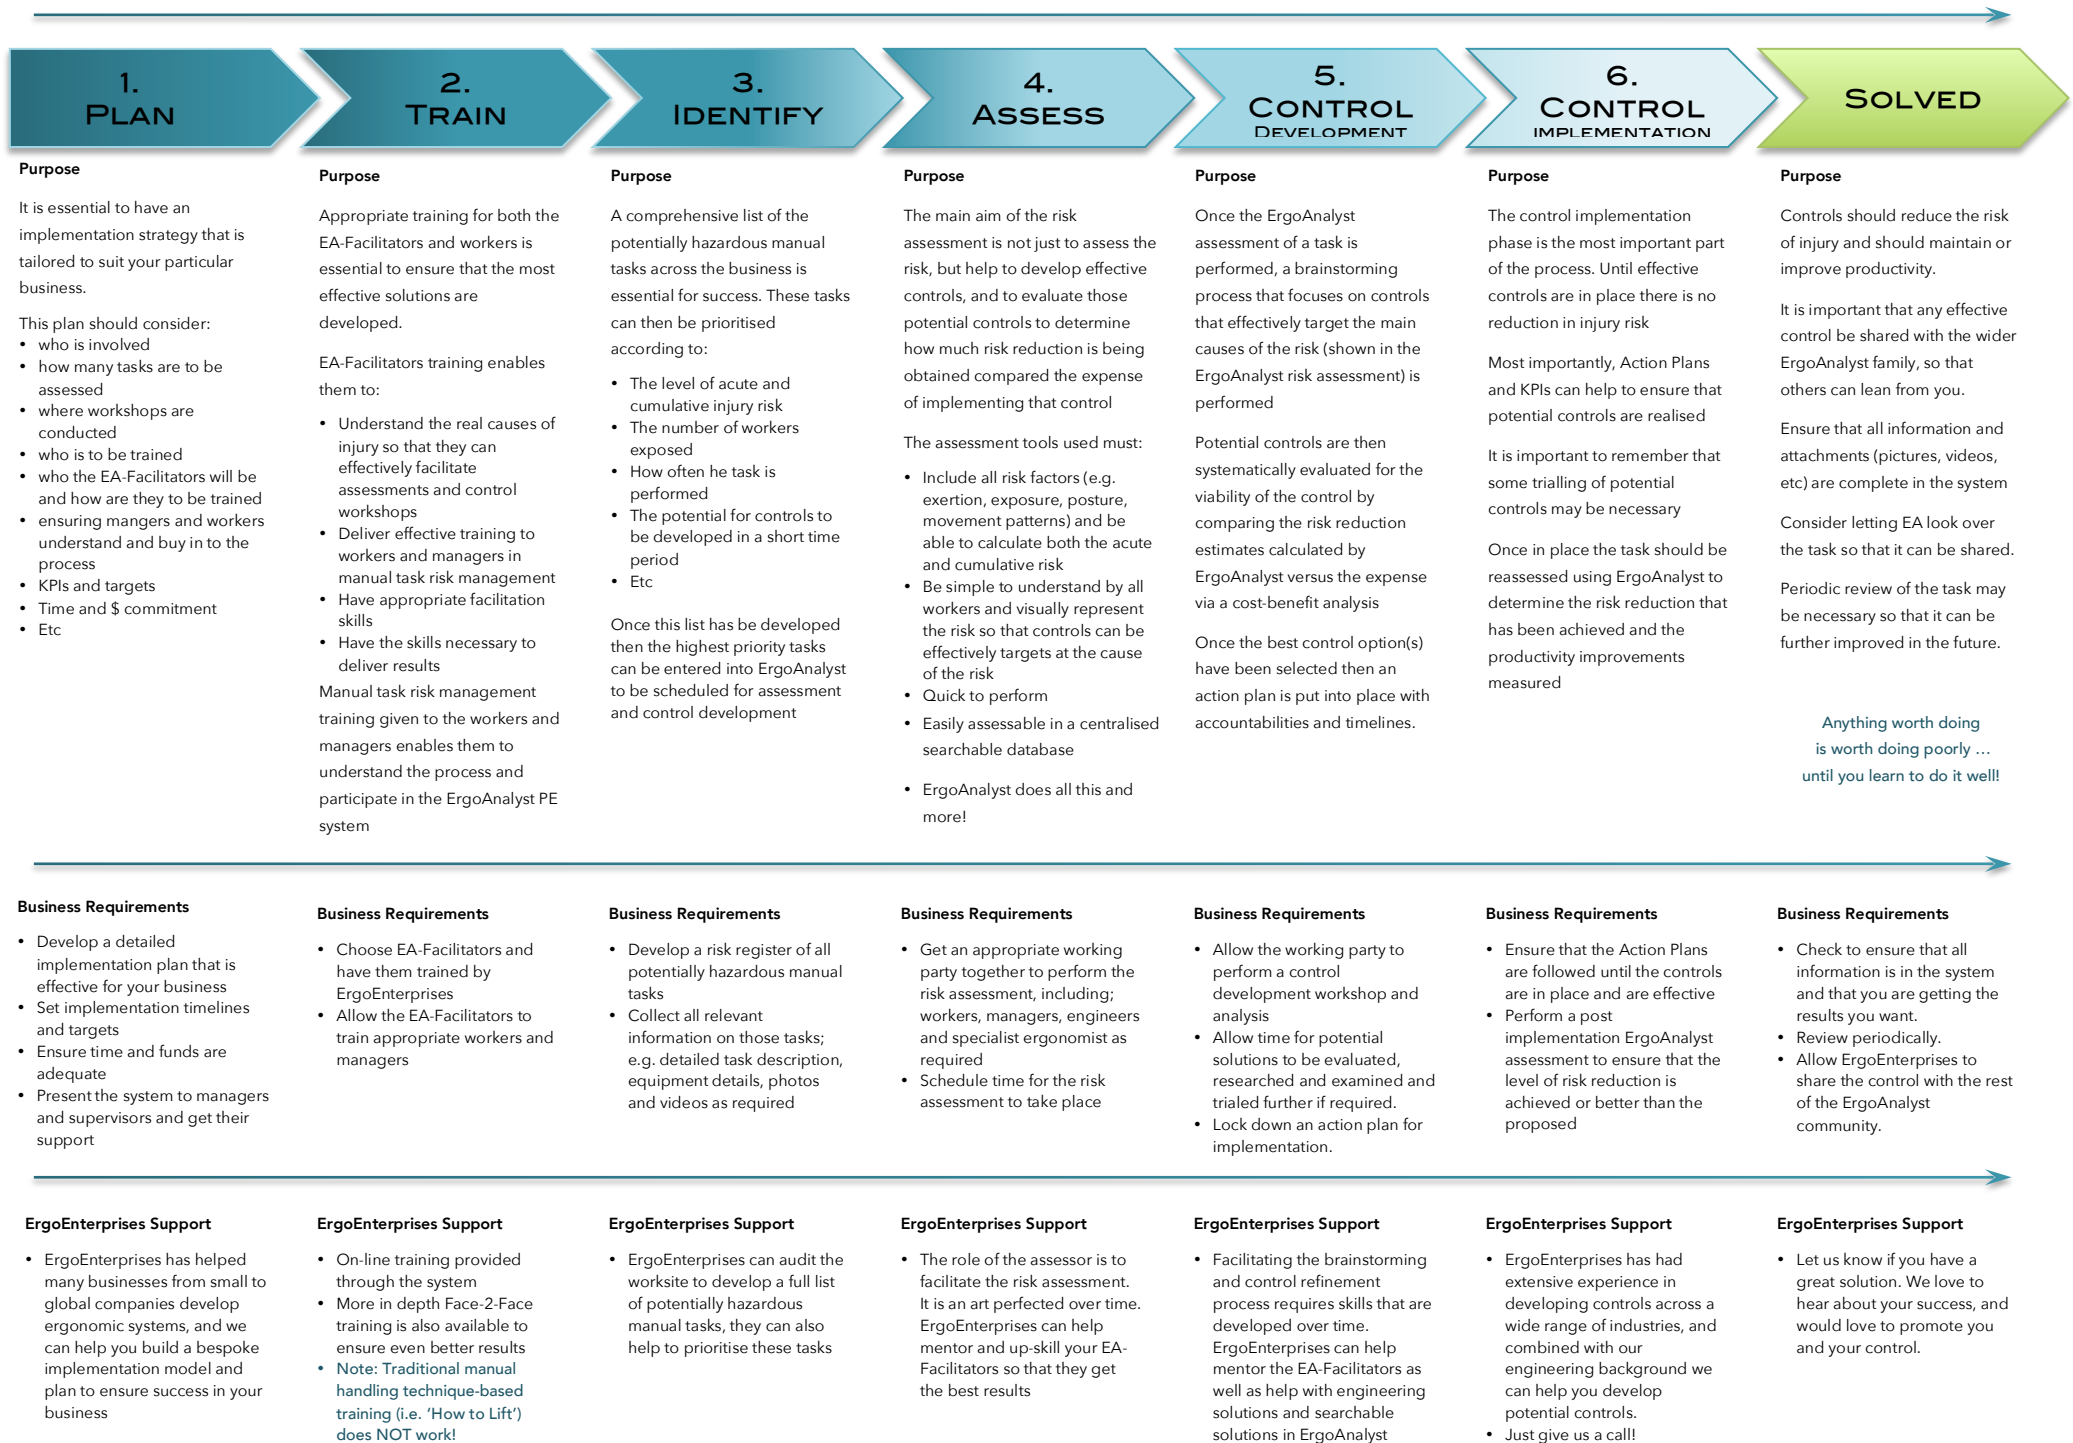 1.
PLAN
2.
TRAIN
3.
IDENTIFY
4.
ASSESS
5.
CONTROL
DEVELOPMENT
6.
CONTROL
IMPLEMENTATION
SOLVED
Purpose
It is essential to have an
implementation strategy that is
tailored to suit your particular
business.
This plan should consider:
• who is involved
• how many tasks are to be
assessed
• where workshops are
conducted
• who is to be trained
• who the EA-Facilitators will be
and how are they to be trained
• ensuring mangers and workers
understand and buy in to the
process
• KPIs and targets
• Time and $ commitment
• Etc
Purpose
Appropriate training for both the
EA-Facilitators and workers is
essential to ensure that the most
effective solutions are
developed.
EA-Facilitators training enables
them to:
• Understand the real causes of
injury so that they can
effectively facilitate
assessments and control
workshops
• Deliver effective training to
workers and managers in
manual task risk management
• Have appropriate facilitation
skills
• Have the skills necessary to
deliver results
Manual task risk management
training given to the workers and
managers enables them to
understand the process and
participate in the ErgoAnalyst PE
system
Purpose
A comprehensive list of the
potentially hazardous manual
tasks across the business is
essential for success. These tasks
can then be prioritised
according to:
• The level of acute and
cumulative injury risk
• The number of workers
exposed
• How often he task is
performed
• The potential for controls to
be developed in a short time
period
• Etc
Once this list has be developed
then the highest priority tasks
can be entered into ErgoAnalyst
to be scheduled for assessment
and control development
Purpose
The main aim of the risk
assessment is not just to assess the
risk, but help to develop effective
controls, and to evaluate those
potential controls to determine
how much risk reduction is being
obtained compared the expense
of implementing that control
The assessment tools used must:
• Include all risk factors (e.g.
exertion, exposure, posture,
movement patterns) and be
able to calculate both the acute
and cumulative risk
• Be simple to understand by all
workers and visually represent
the risk so that controls can be
effectively targets at the cause
of the risk
• Quick to perform
• Easily assessable in a centralised
searchable database
• ErgoAnalyst does all this and
more!
Purpose
Once the ErgoAnalyst
assessment of a task is
performed, a brainstorming
process that focuses on controls
that effectively target the main
causes of the risk (shown in the
ErgoAnalyst risk assessment) is
performed
Potential controls are then
systematically evaluated for the
viability of the control by
comparing the risk reduction
estimates calculated by
ErgoAnalyst versus the expense
via a cost-benefit analysis
Once the best control option(s)
have been selected then an
action plan is put into place with
accountabilities and timelines.
Purpose
The control implementation
phase is the most important part
of the process. Until effective
controls are in place there is no
reduction in injury risk
Most importantly, Action Plans
and KPIs can help to ensure that
potential controls are realised
It is important to remember that
some trialling of potential
controls may be necessary
Once in place the task should be
reassessed using ErgoAnalyst to
determine the risk reduction that
has been achieved and the
productivity improvements
measured
Purpose
Controls should reduce the risk
of injury and should maintain or
improve productivity.
It is important that any effective
control be shared with the wider
ErgoAnalyst family, so that
others can lean from you.
Ensure that all information and
attachments (pictures, videos,
etc) are complete in the system
Consider letting EA look over
the task so that it can be shared.
Periodic review of the task may
be necessary so that it can be
further improved in the future.
Anything worth doing
is worth doing poorly …
until you learn to do it well!
Business Requirements
• Develop a detailed
implementation plan that is
effective for your business
• Set implementation timelines
and targets
• Ensure time and funds are
adequate
• Present the system to managers
and supervisors and get their
support
Business Requirements
• Choose EA-Facilitators and
have them trained by
ErgoEnterprises
• Allow the EA-Facilitators to
train appropriate workers and
managers
Business Requirements
• Develop a risk register of all
potentially hazardous manual
tasks
• Collect all relevant
information on those tasks;
e.g. detailed task description,
equipment details, photos
and videos as required
Business Requirements
• Get an appropriate working
party together to perform the
risk assessment, including;
workers, managers, engineers
and specialist ergonomist as
required
• Schedule time for the risk
assessment to take place
Business Requirements
• Allow the working party to
perform a control
development workshop and
analysis
• Allow time for potential
solutions to be evaluated,
researched and examined and
trialed further if required.
• Lock down an action plan for
implementation.
Business Requirements
• Ensure that the Action Plans
are followed until the controls
are in place and are effective
• Perform a post
implementation ErgoAnalyst
assessment to ensure that the
level of risk reduction is
achieved or better than the
proposed
Business Requirements
• Check to ensure that all
information is in the system
and that you are getting the
results you want.
• Review periodically.
• Allow ErgoEnterprises to
share the control with the rest
of the ErgoAnalyst
community.
ErgoEnterprises Support
• ErgoEnterprises has helped
many businesses from small to
global companies develop
ergonomic systems, and we
can help you build a bespoke
implementation model and
plan to ensure success in your
business
ErgoEnterprises Support
• On-line training provided
through the system
• More in depth Face-2-Face
training is also available to
ensure even better results
• Note: Traditional manual
handling technique-based
training (i.e. ‘How to Lift’)
does NOT work!
ErgoEnterprises Support
• ErgoEnterprises can audit the
worksite to develop a full list
of potentially hazardous
manual tasks, they can also
help to prioritise these tasks
ErgoEnterprises Support
• The role of the assessor is to
facilitate the risk assessment.
It is an art perfected over time.
ErgoEnterprises can help
mentor and up-skill your EA-
Facilitators so that they get
the best results
ErgoEnterprises Support
• Facilitating the brainstorming
and control refinement
process requires skills that are
developed over time.
ErgoEnterprises can help
mentor the EA-Facilitators as
well as help with engineering
solutions and searchable
solutions in ErgoAnalyst
ErgoEnterprises Support
• ErgoEnterprises has had
extensive experience in
developing controls across a
wide range of industries, and
combined with our
engineering background we
can help you develop
potential controls.
• Just give us a call!
ErgoEnterprises Support
• Let us know if you have a
great solution. We love to
hear about your success, and
would love to promote you
and your control.